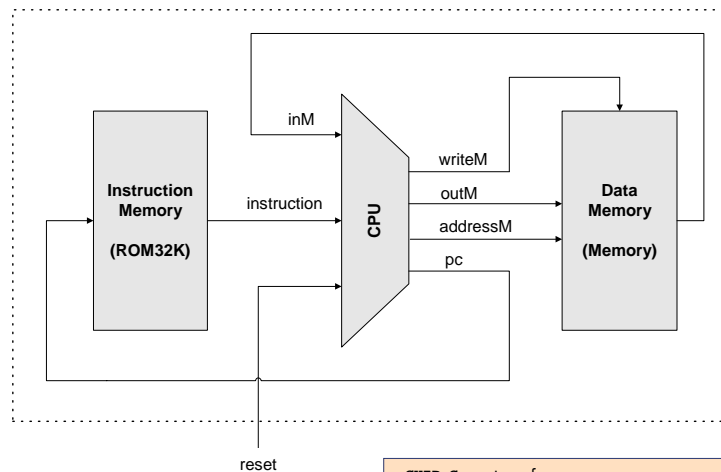 inM
writeM
Instruction
Memory
(ROM32K)
instruction
CPU
outM
addressM
pc
Data
Memory
(Memory)
reset